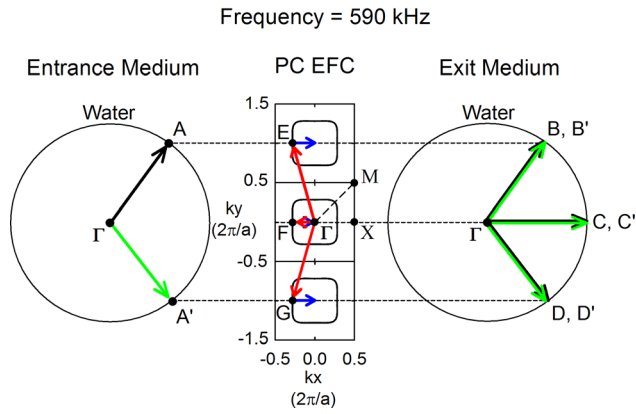 Frequency = 590 kHz
Entrance Medium
PC EFC
Exit Medium
Water
A
Γ
A'
1.5
0.5
-0.5
-1.5
ky
(2π/a)
E
F
G
M
Γ
X
-0.5 0.0 0.5
kx
(2π/a)
Water
B, B'
C, C'
Γ
D, D'